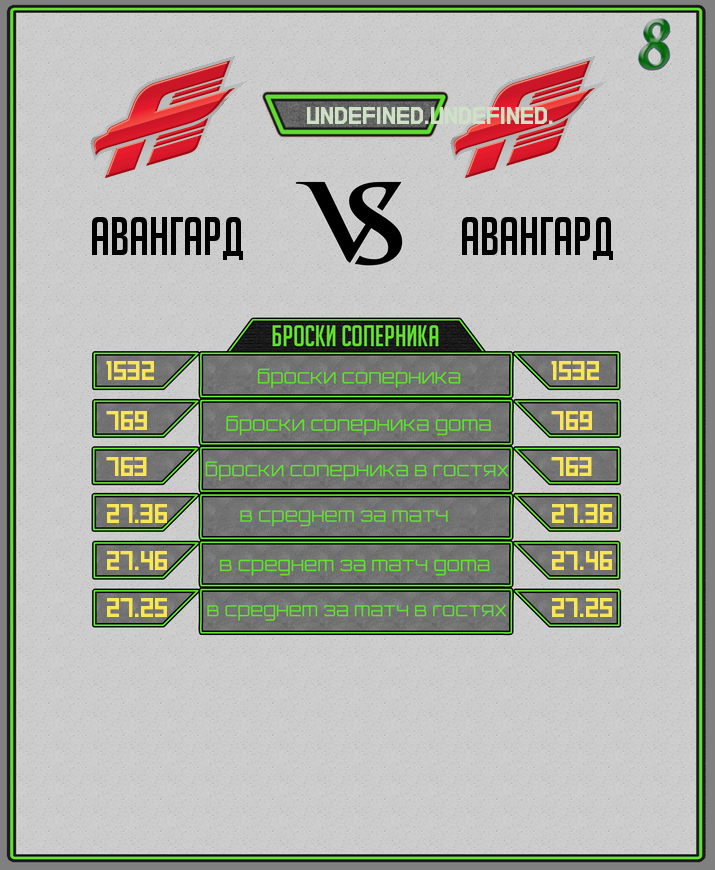 8
UNDEFINED.UNDEFINED.
VS
АВАНГАРД АВАНГАРД
БРОСКИ СОПЕРНИКА
1532 Броски соперника 1532
769 Броски соперника дома 769
763 Броски соперника в гостях 763
27.36 в среднем за матч 27.36
27.46 в среднем за матч дома 27.46
27.25 в среднем за матч в гостях 27.25